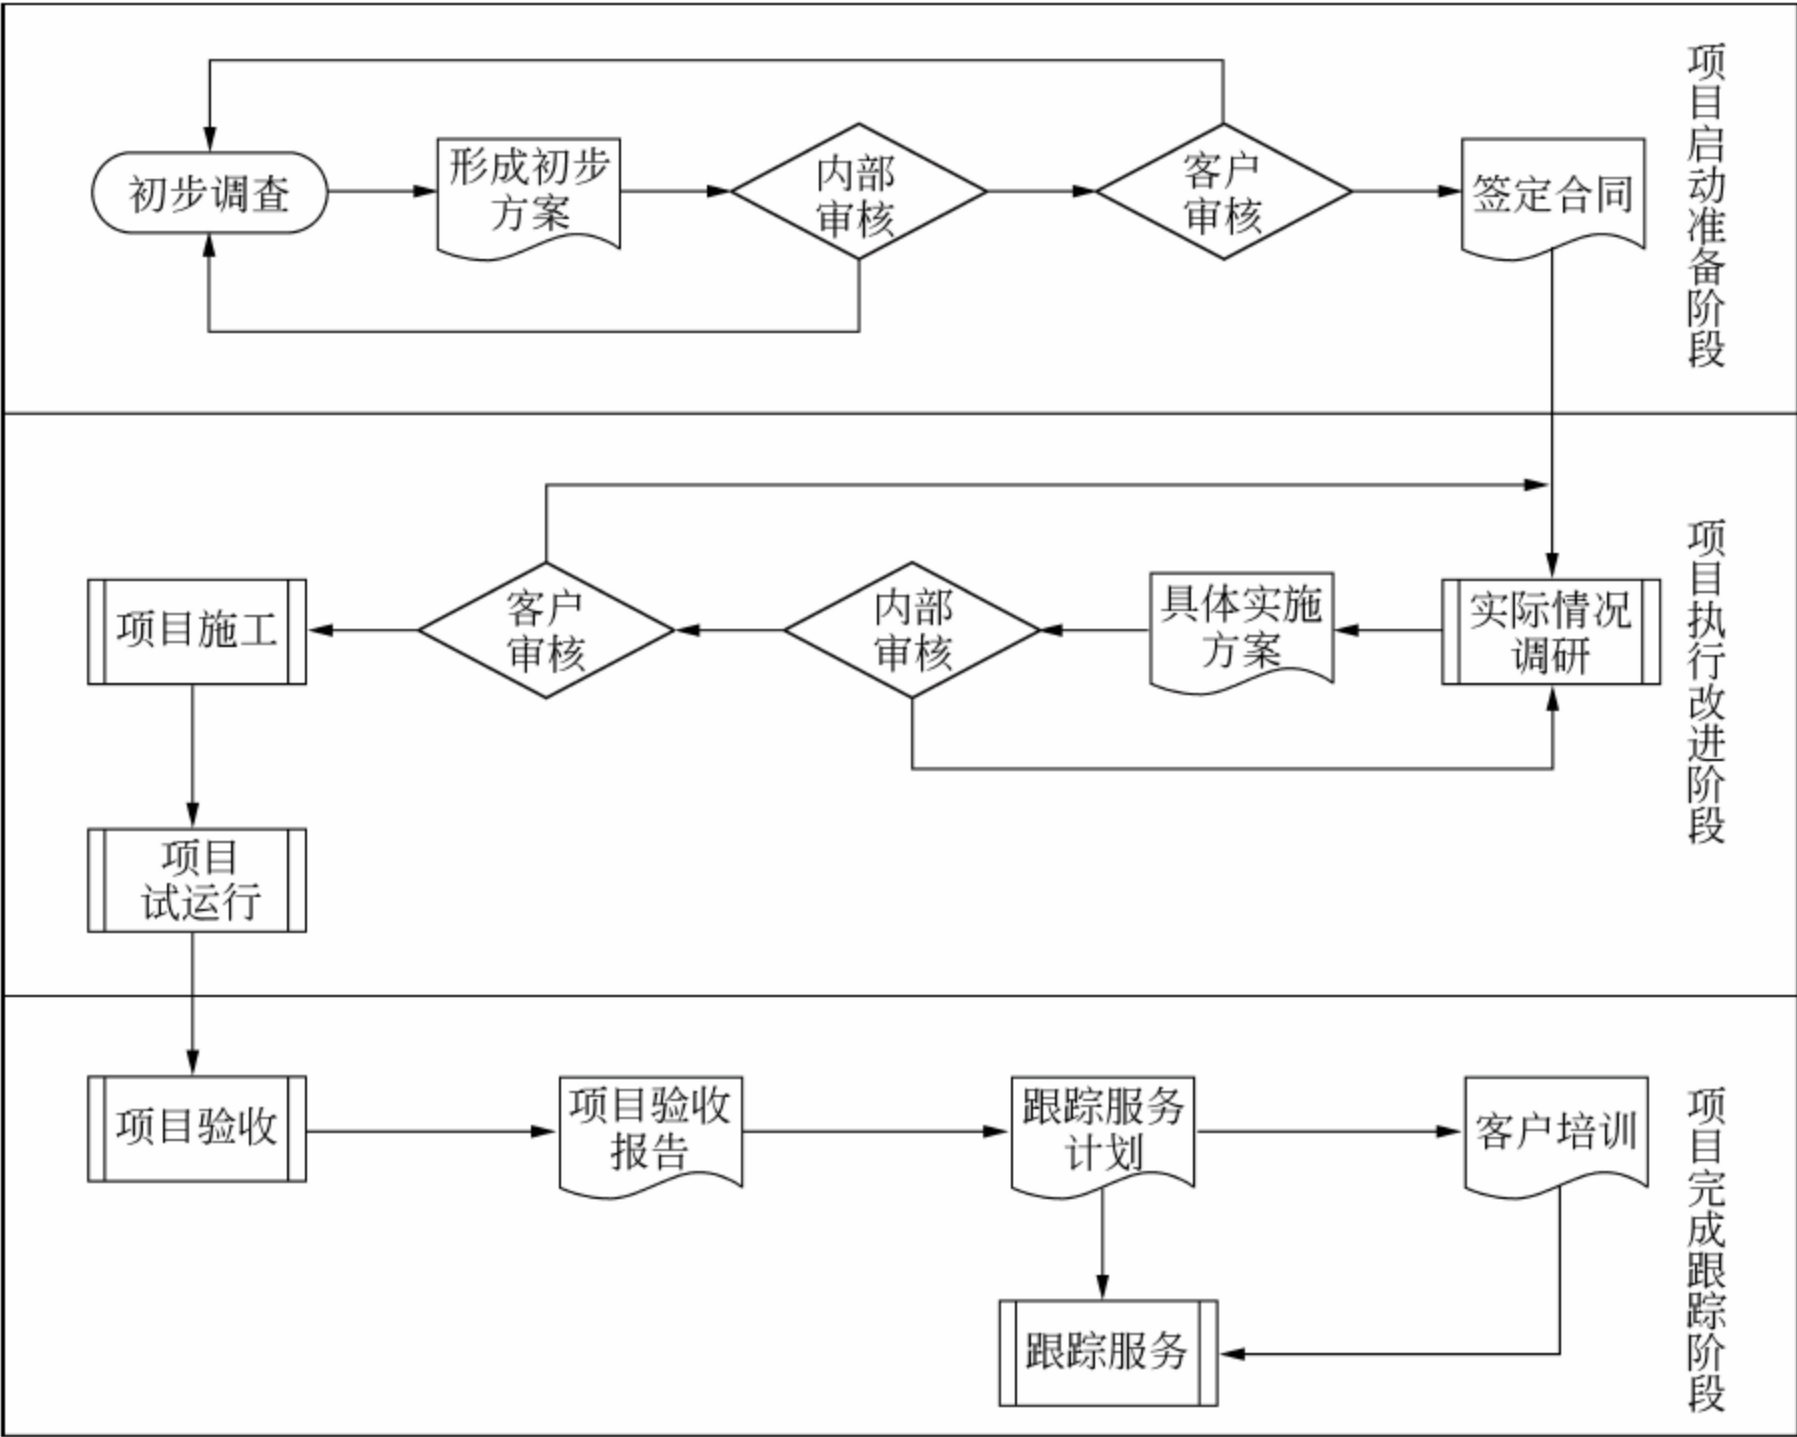 初步调查
形成初步
方案
内部
审核
客户
审核
签定合同
项目启动准备阶段
项目施工
客户
审核
内部
审核
具体实施
方案
实际情况
调研
项目执行改进阶段
项目
试运行
项目验收
项目验收
报告
跟踪服务
计划
客户培训
跟踪服务
项目完成跟踪阶段